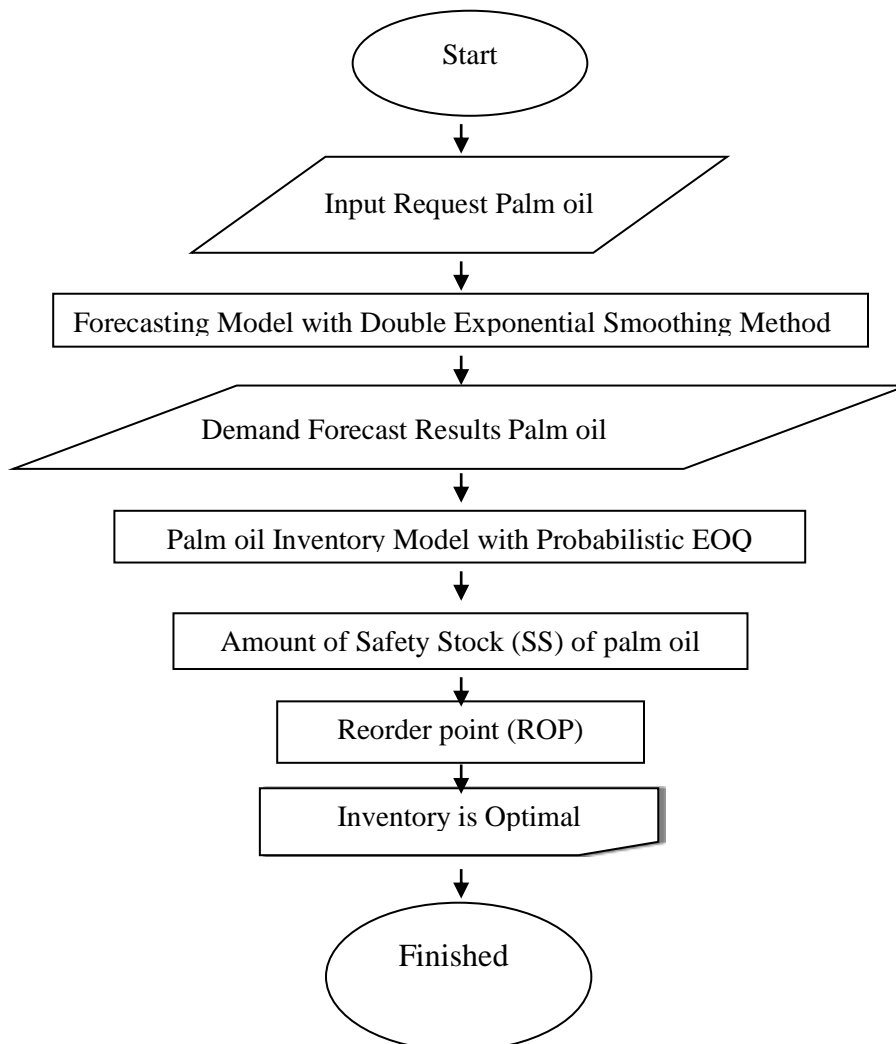 Start
Input Request Palm oil
Forecasting Model with Double Exponential Smoothing Method
Demand Forecast Results Palm oil
Palm oil Inventory Model with Probabilistic EOQ
Amount of Safety Stock (SS) of palm oil
Reorder point (ROP)
Inventory is Optimal
Finished